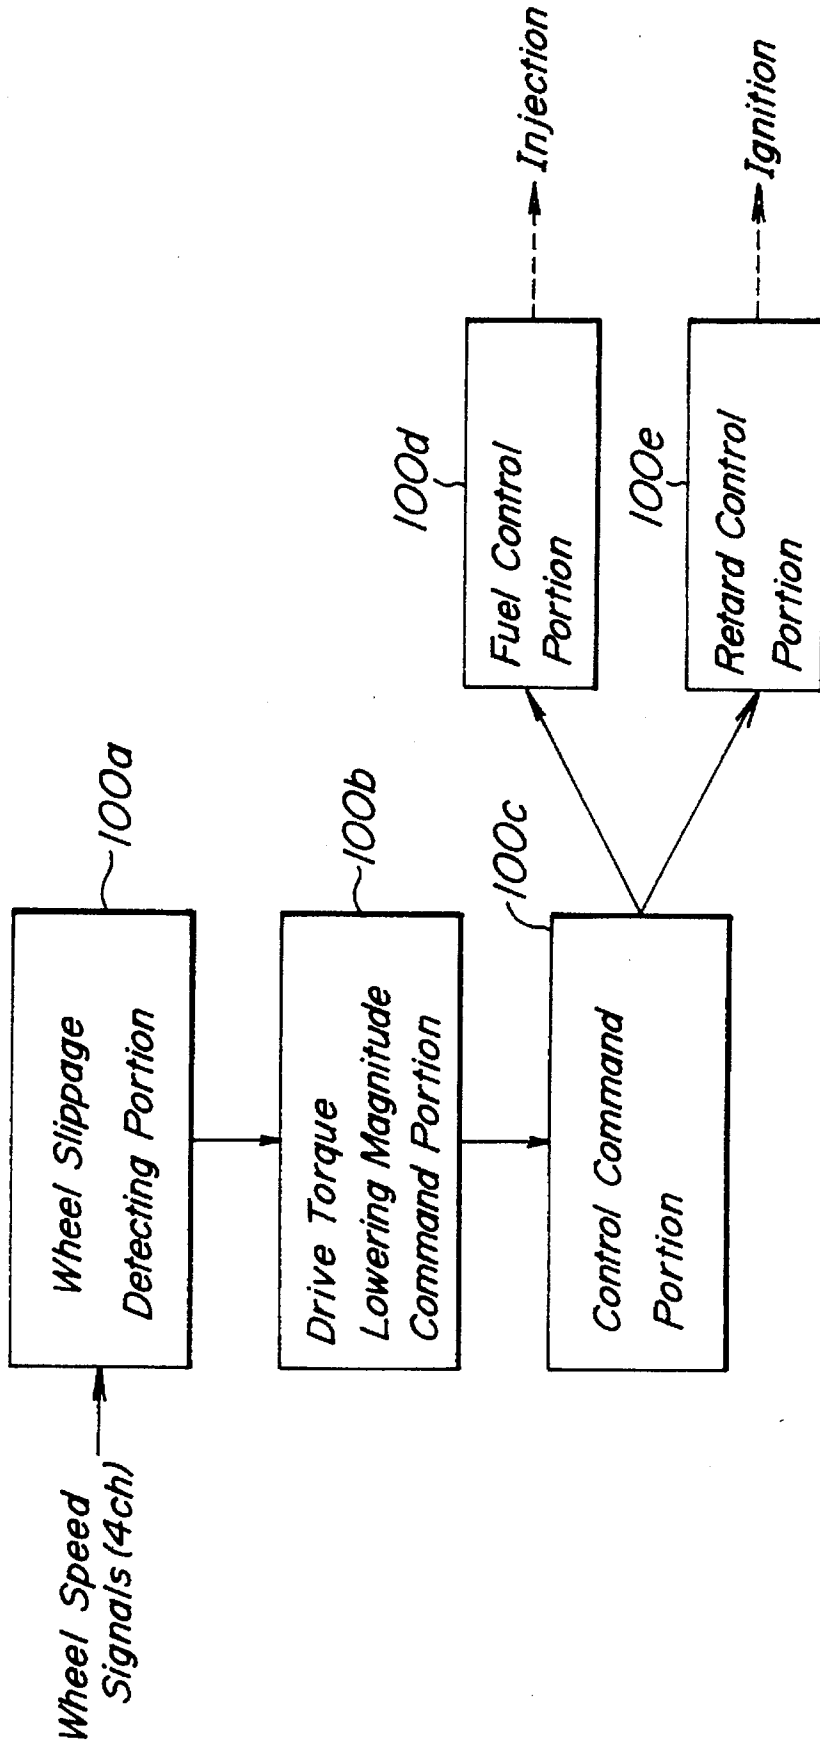 Wheel Speed
Signals (4ch)
Wheel Slippage
Detecting Portion
100a
Drive Torque
Lowering Magnitude
Command Portion
100b
Control Command
Portion
100c
Fuel Control
Portion
100d
Injection
Retard Control
Portion
100e
Ignition